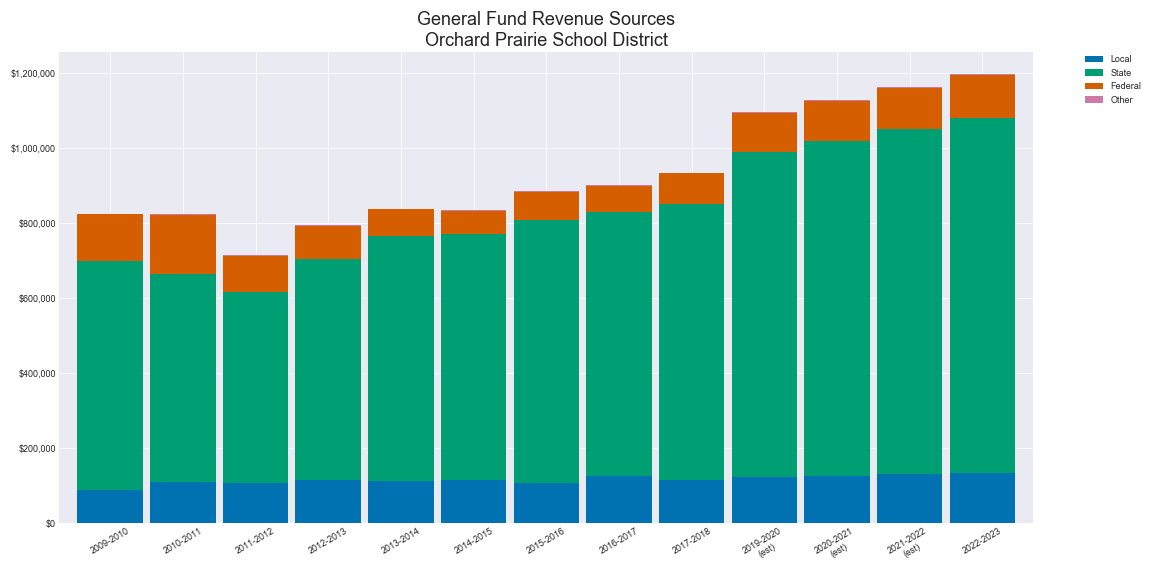 General Fund Revenue Sources
Orchard Prairie School District
Local
State
Federal
Other
$1,200,000
$1,000,000
$800,000
$600,000
$400,000
$200,000
$0
2009-2010
2010-2011
2011-2012
2012-2013
2013-2014
2014-2015
2015-2016
2016-2017
2017-2018
2019-2020
(est)
2020-2021
(est)
2021-2022
(est)
2022-2023